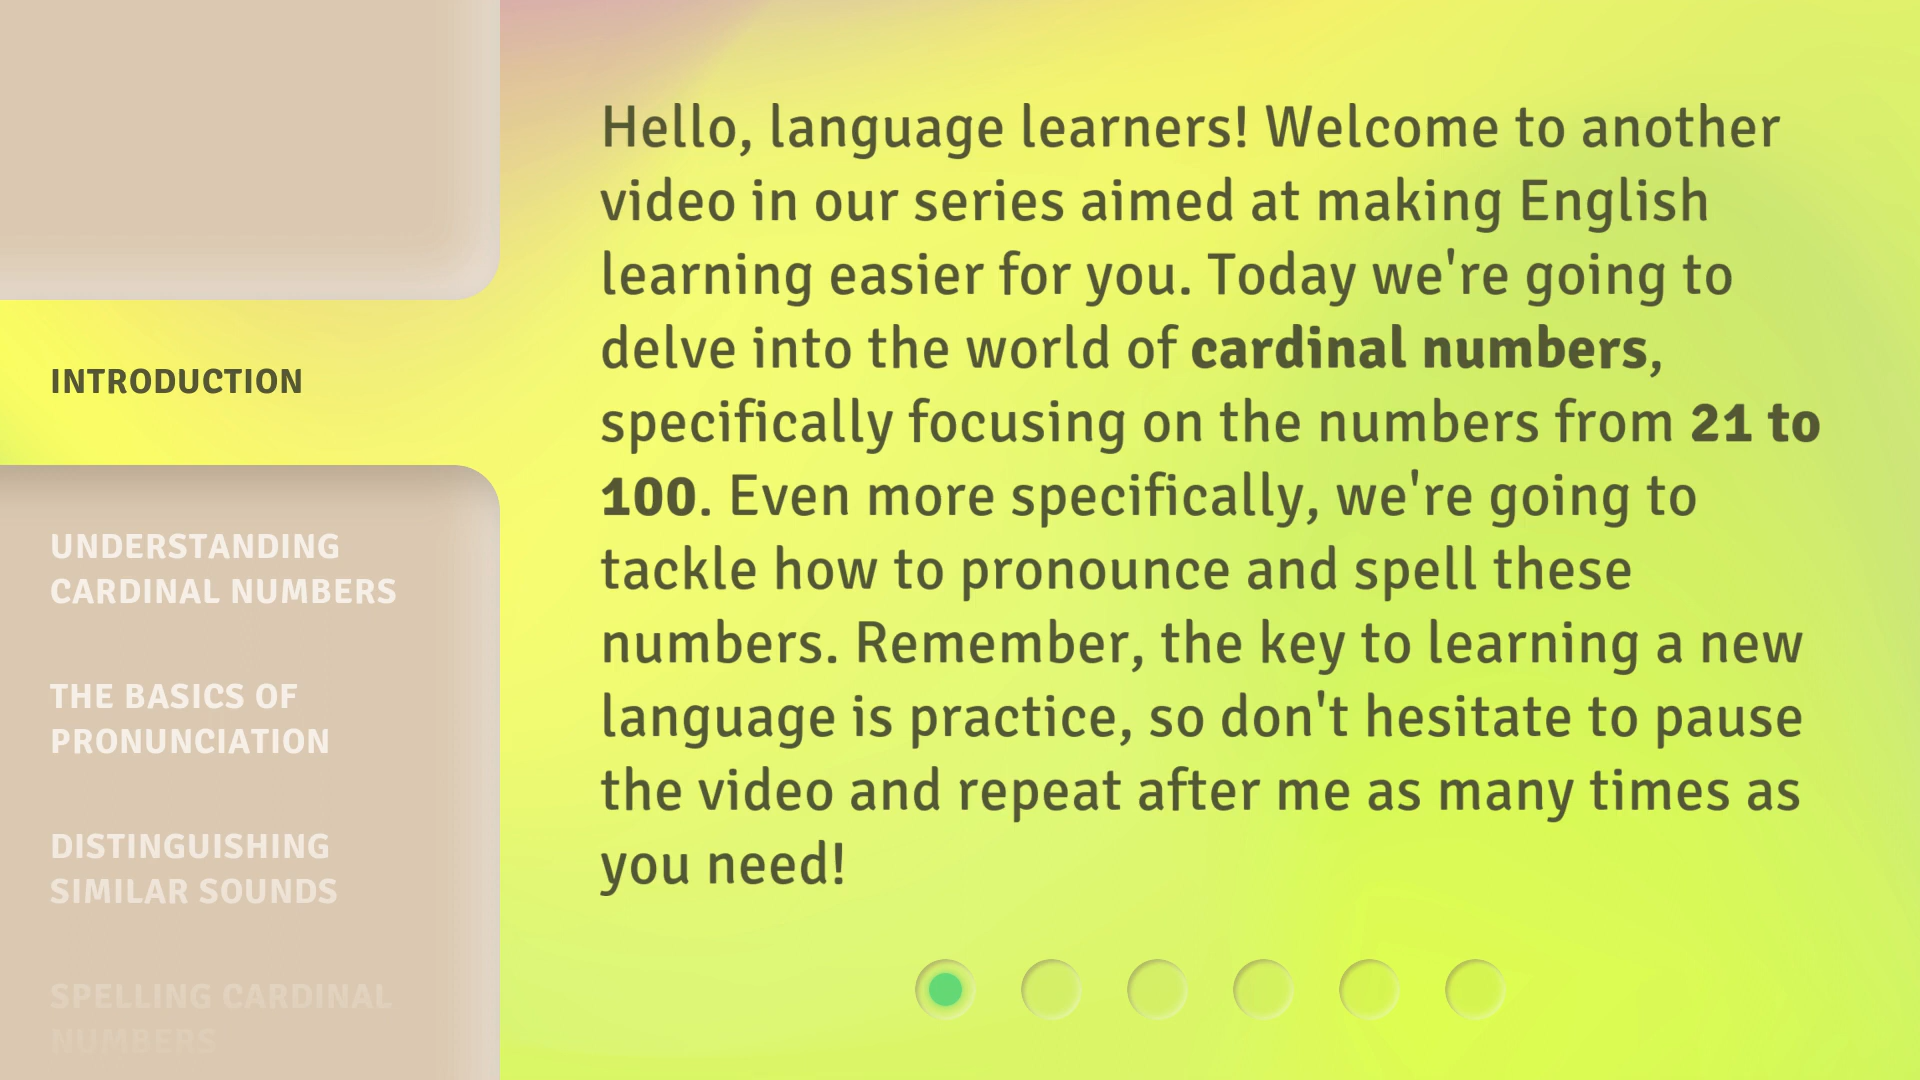 INTRODUCTION
UNDERSTANDING
CARDINAL NUMBERS
THE BASICS OF
PRONUNCIATION
DISTINGUISHING
SIMILAR SOUNDS
SPELLING CARDINAL
NUMBERS
Hello, language learners! Welcome to another
video in our series aimed at making English
learning easier for you. Today we're going to
delve into the world of cardinal numbers,
specifically focusing on the numbers from 21 to
100. Even more specifically, we're going to
tackle how to pronounce and spell these
numbers. Remember, the key to learning a new
language is practice, so don't hesitate to pause
the video and repeat after me as many times as
you need!